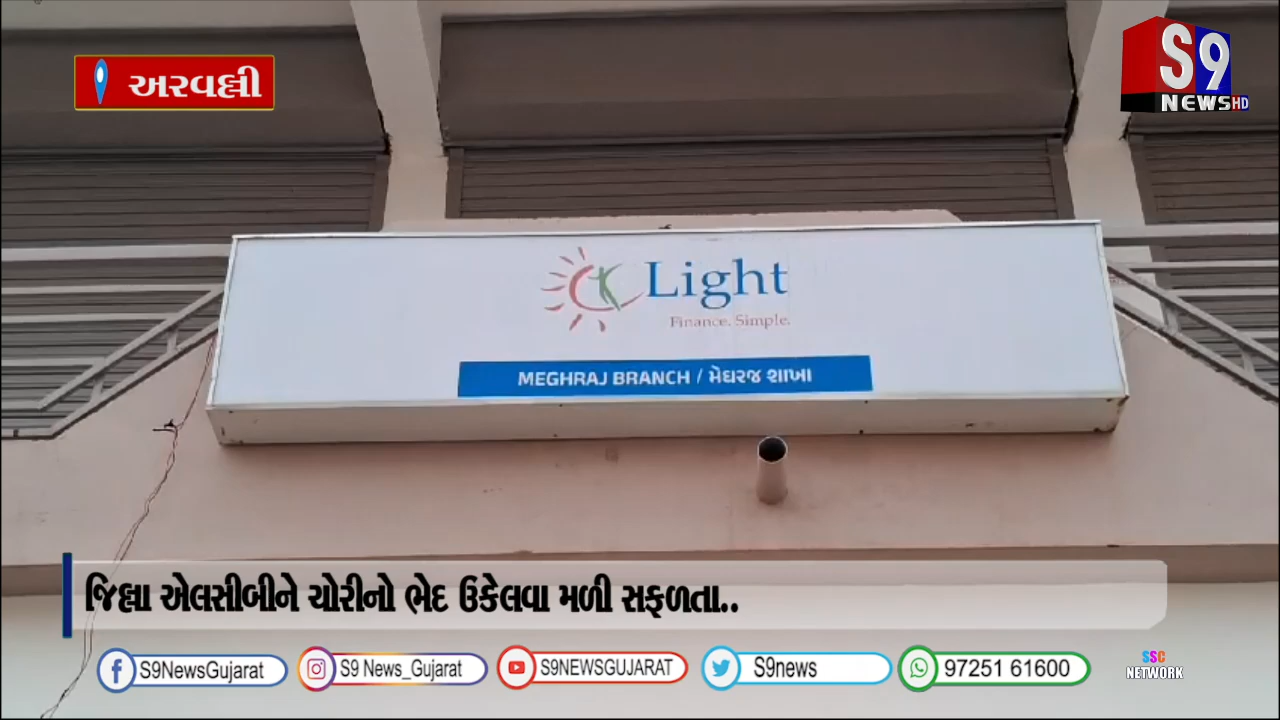 અરવલ્લી
S9
NEWS HD
Light
Finance. Simple.
MEGHRAJ BRANCH / મેઘરજ શાખા
જિલ્લા એલસીબીને ચોરીનો ભેદ ઉકેલવા મળી સફળતા..
S9NewsGujarat
S9 News_Gujarat
S9NEWSGUJARAT
S9news
97251 61600
SSC
NETWORK